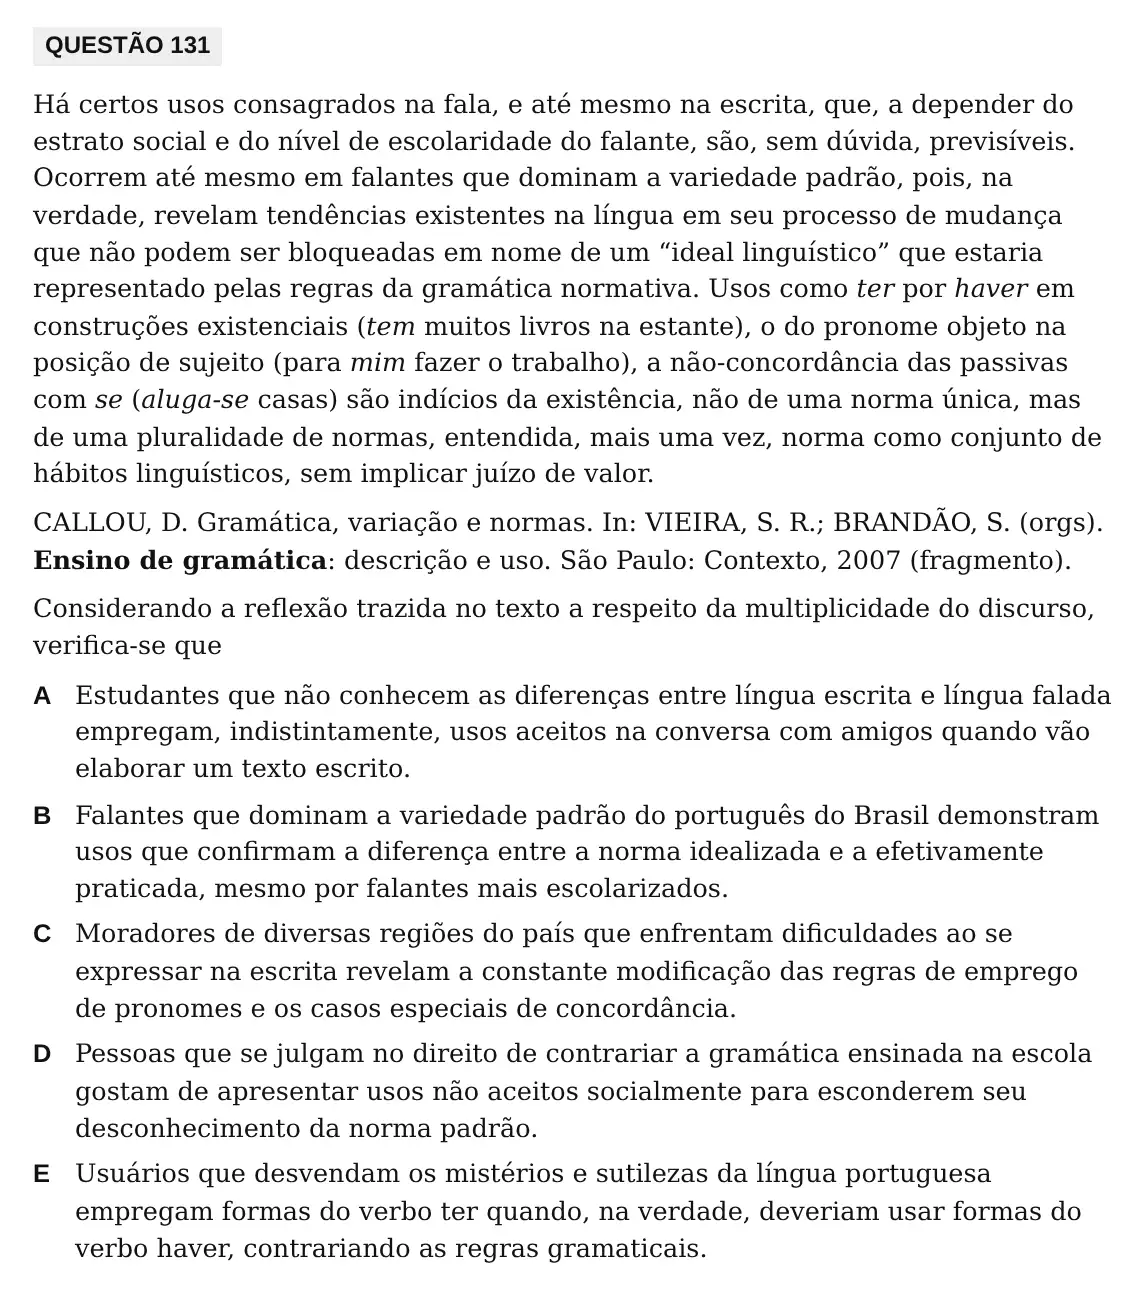 QUESTÃO 131
Há certos usos consagrados na fala, e até mesmo na escrita, que, a depender do
estrato social e do nível de escolaridade do falante, são, sem dúvida, previsíveis.
Ocorrem até mesmo em falantes que dominam a variedade padrão, pois, na
verdade, revelam tendências existentes na língua em seu processo de mudança
que não podem ser bloqueadas em nome de um “ideal linguístico” que estaria
representado pelas regras da gramática normativa. Usos como ter por haver em
construções existenciais (tem muitos livros na estante), o do pronome objeto na
posição de sujeito (para mim fazer o trabalho), a não-concordância das passivas
com se (aluga-se casas) são indícios da existência, não de uma norma única, mas
de uma pluralidade de normas, entendida, mais uma vez, norma como conjunto de
hábitos linguísticos, sem implicar juízo de valor.
CALLOU, D. Gramática, variação e normas. In: VIEIRA, S. R.; BRANDÃO, S. (orgs).
Ensino de gramática: descrição e uso. São Paulo: Contexto, 2007 (fragmento).
Considerando a reflexão trazida no texto a respeito da multiplicidade do discurso,
verifica-se que
A Estudantes que não conhecem as diferenças entre língua escrita e língua falada
empregam, indistintamente, usos aceitos na conversa com amigos quando vão
elaborar um texto escrito.
B Falantes que dominam a variedade padrão do português do Brasil demonstram
usos que confirmam a diferença entre a norma idealizada e a efetivamente
praticada, mesmo por falantes mais escolarizados.
C Moradores de diversas regiões do país que enfrentam dificuldades ao se
expressar na escrita revelam a constante modificação das regras de emprego
de pronomes e os casos especiais de concordância.
D Pessoas que se julgam no direito de contrariar a gramática ensinada na escola
gostam de apresentar usos não aceitos socialmente para esconderem seu
desconhecimento da norma padrão.
E Usuários que desvendam os mistérios e sutilezas da língua portuguesa
empregam formas do verbo ter quando, na verdade, deveriam usar formas do
verbo haver, contrariando as regras gramaticais.